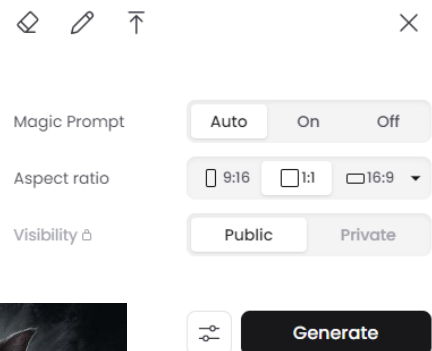 Magic Prompt Auto On Off
Aspect ratio 9:16 1:1 16:9
Visibility Public Private
Generate